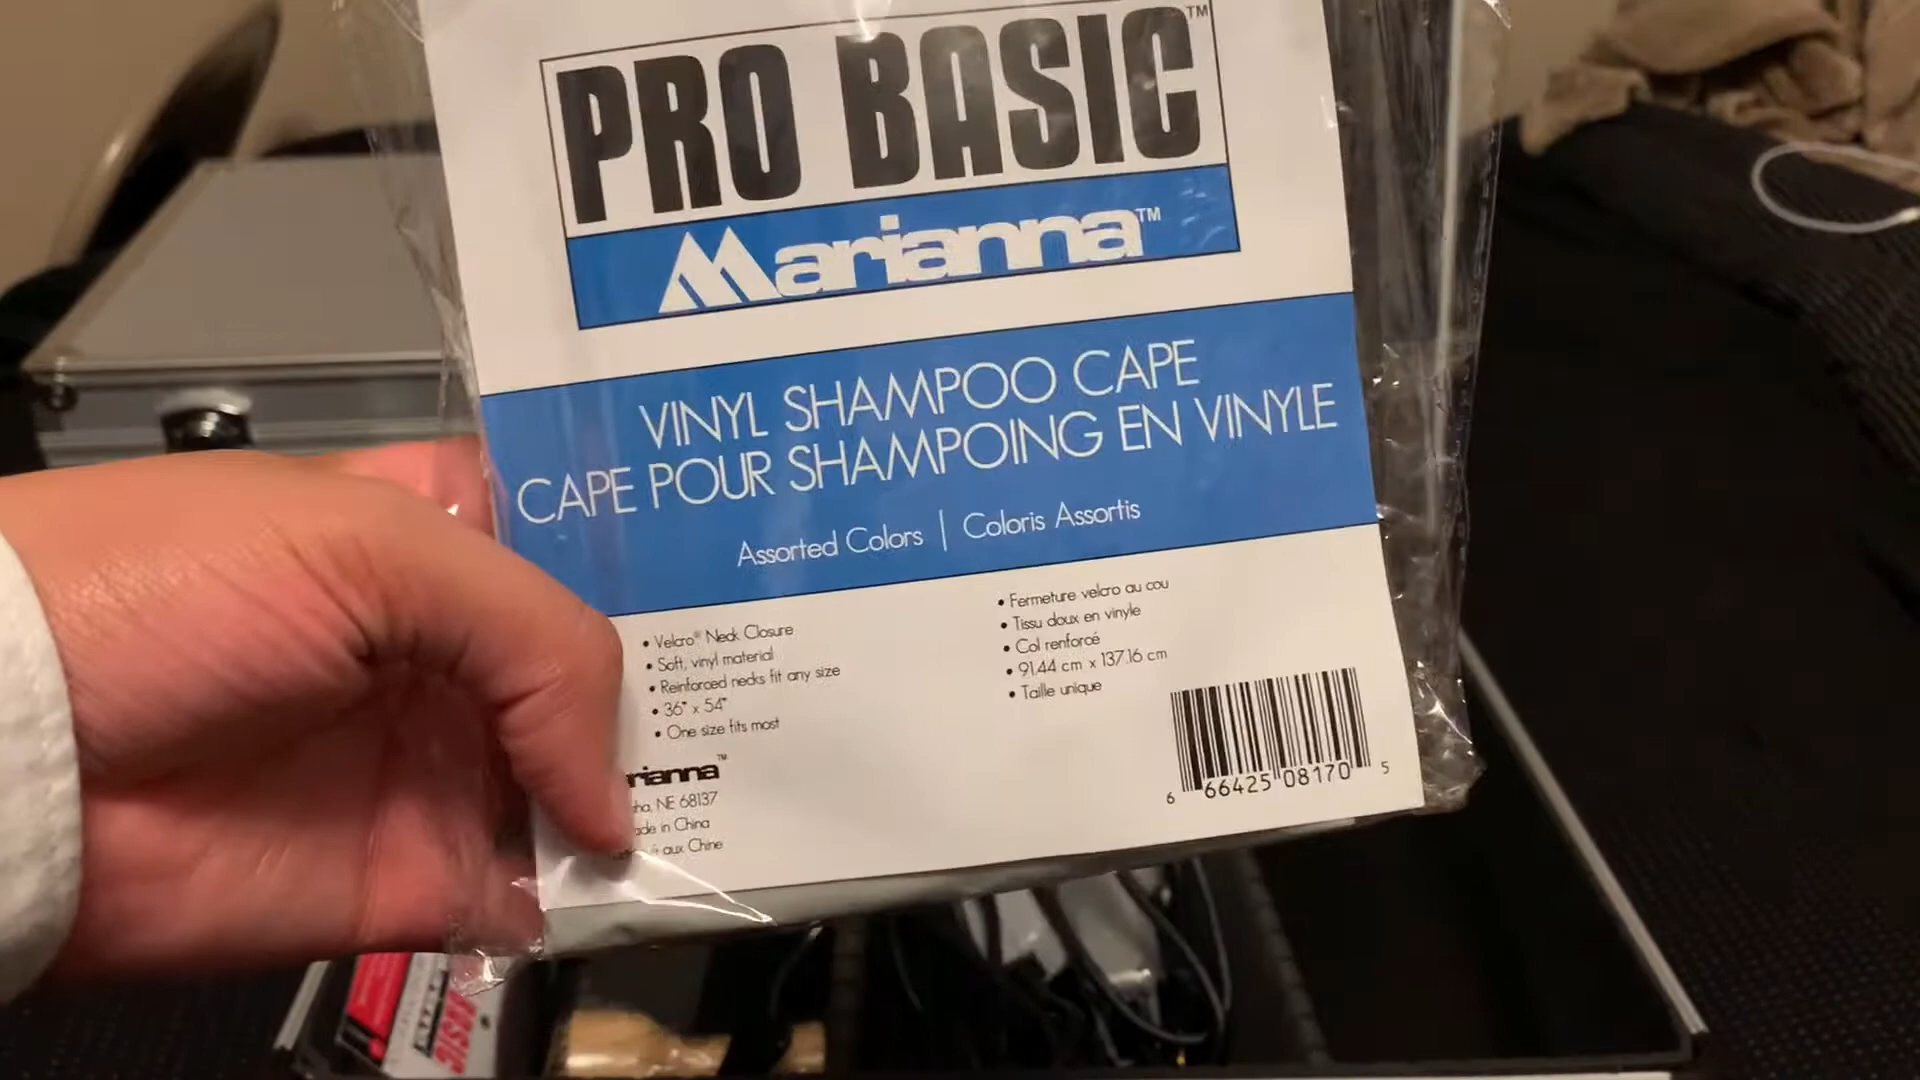 PRO BASIC™
Marianna™
VINYL SHAMPOO CAPE
CAPE POUR SHAMPOING EN VINYLE
Assorted Colors | Coloris Assortis
• Velcro® Neck Closure
• Soft, vinyl material
• Reinforced necks fit any size
• 36" x 54"
• One size fits most
• Fermeture velcro au cou
• Tissu doux en vinyle
• Col renforcé
• 91.44 cm x 137.16 cm
• Taille unique
rianna™
ha, NE 68137
ade in China
aux Chine
6 66425 08170 5